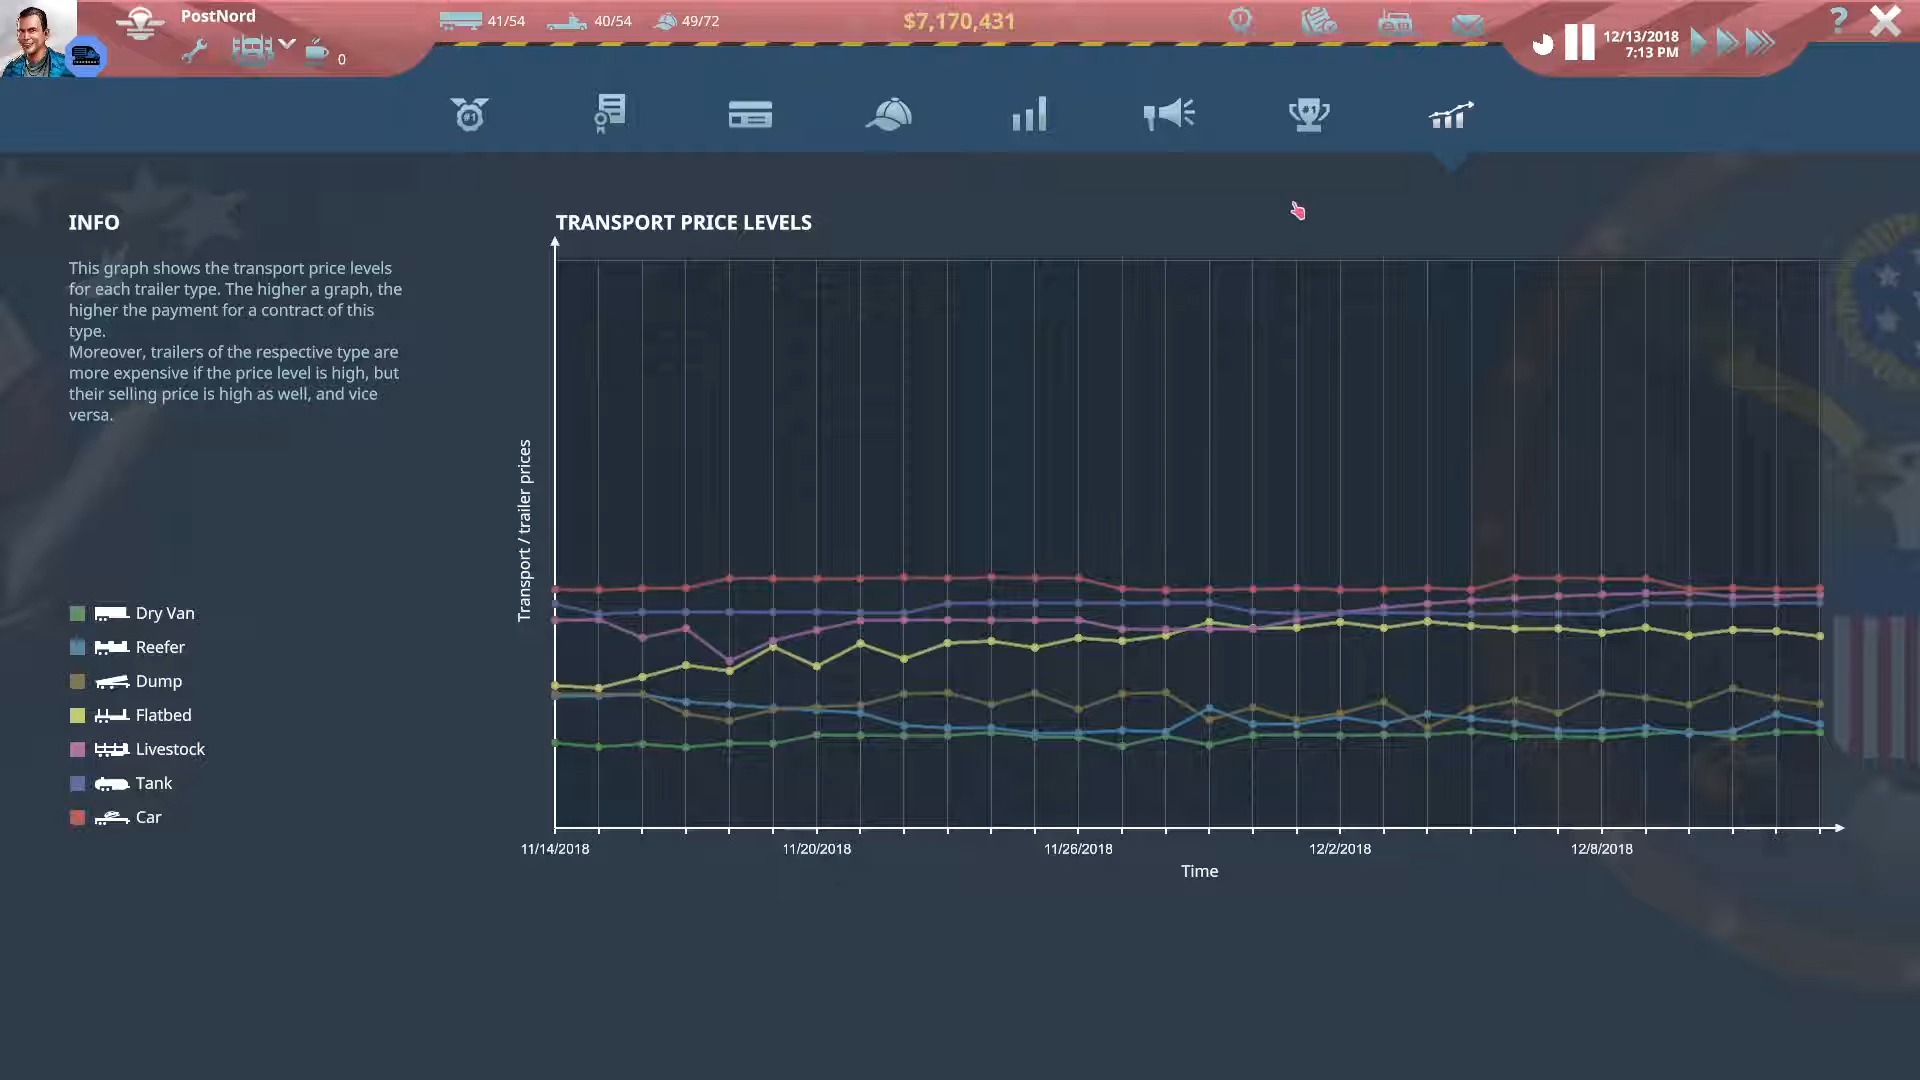 PostNord
41/54
40/54
49/72
$7,170,431
0
12/13/2018
7:13 PM
?
#1
#1
INFO
This graph shows the transport price levels
for each trailer type. The higher a graph, the
higher the payment for a contract of this
type.
Moreover, trailers of the respective type are
more expensive if the price level is high, but
their selling price is high as well, and vice
versa.
Dry Van
Reefer
Dump
Flatbed
Livestock
Tank
Car
TRANSPORT PRICE LEVELS
Transport / trailer prices
11/14/2018
11/20/2018
11/26/2018
12/2/2018
12/8/2018
Time